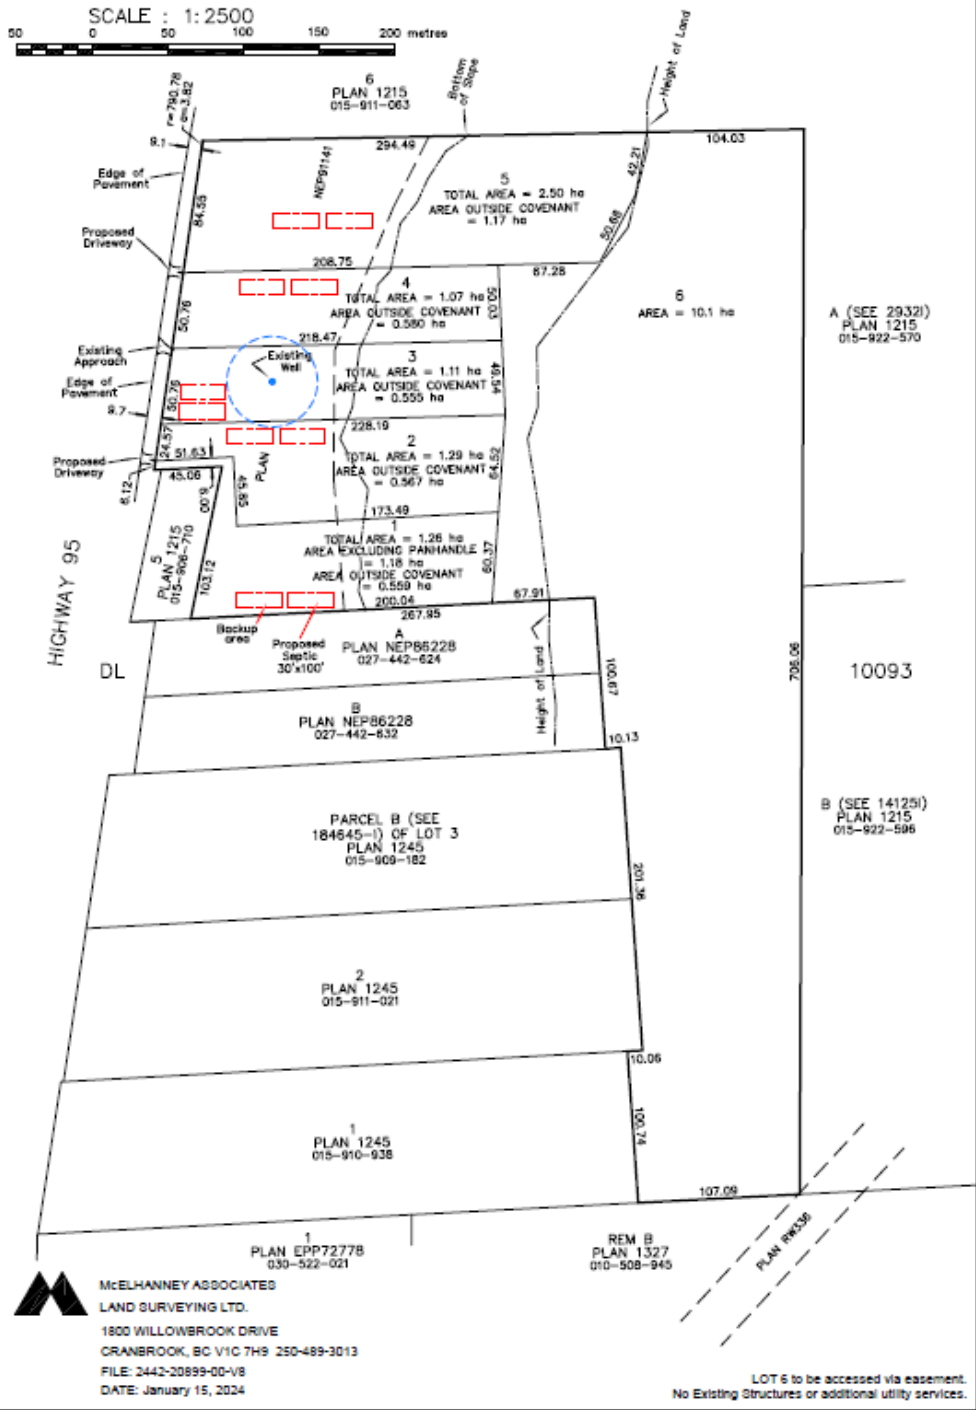 SCALE : 1:2500
50 0 50 100 150 200 metres
6
PLAN 1215
015-911-063
Bottom
of Slope
Height of Land
r=790.78
a=3.82
9.1
294.49
104.03
NEP91141
Edge of
Pavement
84.55
5
TOTAL AREA = 2.50 ha
AREA OUTSIDE COVENANT
= 1.17 ha
42.21
50.68
Proposed
Driveway
208.75
67.28
4
TOTAL AREA = 1.07 ha
AREA OUTSIDE COVENANT
= 0.580 ha
50.03
50.76
6
AREA = 10.1 ha
A (SEE 2932I)
PLAN 1215
015-922-570
218.47
Existing
Approach
Existing
Well
3
TOTAL AREA = 1.11 ha
AREA OUTSIDE COVENANT
= 0.555 ha
49.54
Edge of
Pavement
50.76
9.7
228.19
24.57
2
TOTAL AREA = 1.29 ha
AREA OUTSIDE COVENANT
= 0.567 ha
49.52
51.63
PLAN
Proposed
Driveway
45.06
45.85
6.12
6.00
173.49
1
TOTAL AREA = 1.26 ha
AREA EXCLUDING PANHANDLE
= 1.18 ha
AREA OUTSIDE COVENANT
= 0.559 ha
60.37
5
PLAN 1215
015-906-710
103.12
67.91
200.04
267.95
HIGHWAY 95
Backup
area
Proposed
Septic
30'x100'
A
PLAN NEP86228
027-442-624
Height of Land
100.67
706.90
DL
10093
B
PLAN NEP86228
027-442-632
10.13
PARCEL B (SEE
184645-I) OF LOT 3
PLAN 1245
015-909-182
B (SEE 14125I)
PLAN 1215
015-922-596
201.36
2
PLAN 1245
015-911-021
10.06
1
PLAN 1245
015-910-938
100.74
107.09
1
PLAN EPP72778
030-522-021
REM B
PLAN 1327
010-508-945
PLAN RW336
McELHANNEY ASSOCIATES
LAND SURVEYING LTD.
1800 WILLOWBROOK DRIVE
CRANBROOK, BC V1C 7H9 250-489-3013
FILE: 2442-20899-00-V8
DATE: January 15, 2024
LOT 6 to be accessed via easement.
No Existing Structures or additional utility services.